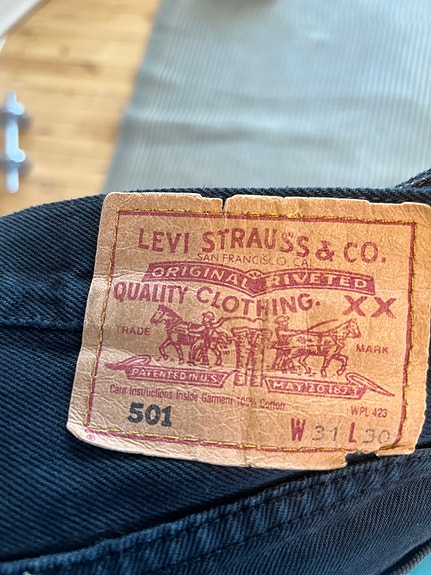 LEVI STRAUSS & CO.
SAN FRANCISCO, CAL.
ORIGINAL RIVETED
QUALITY CLOTHING. XX
TRADE MARK
PATENTED IN U.S. MAY 20 1873
Care Instructions Inside Garment 100% Cotton
WPL 423
501
W 31 L 30